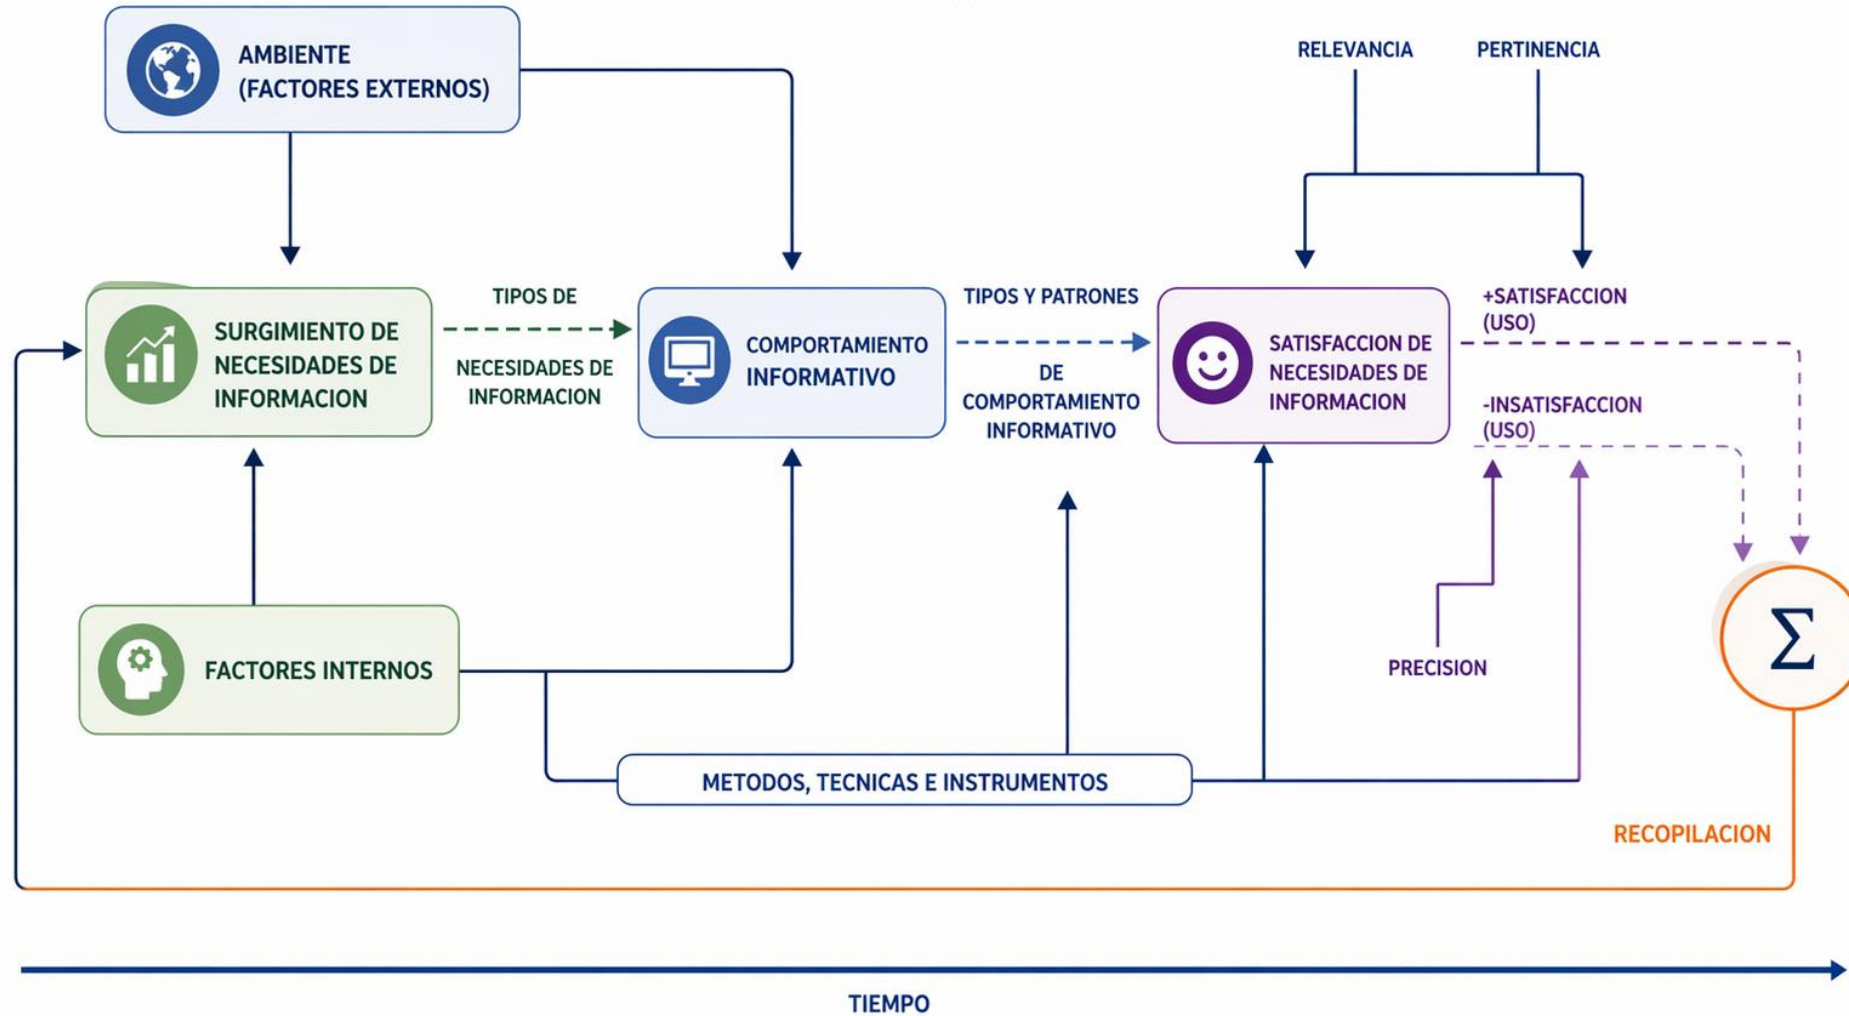 AMBIENTE
(FACTORES EXTERNOS)
RELEVANCIA
PERTINENCIA
SURGIMIENTO DE
NECESIDADES DE
INFORMACION
TIPOS DE
NECESIDADES DE
INFORMACION
COMPORTAMIENTO
INFORMATIVO
TIPOS Y PATRONES
DE
COMPORTAMIENTO
INFORMATIVO
SATISFACCION DE
NECESIDADES DE
INFORMACION
+SATISFACCION
(USO)
-INSATISFACCION
(USO)
FACTORES INTERNOS
PRECISION
Σ
METODOS, TECNICAS E INSTRUMENTOS
RECOPILACION
TIEMPO